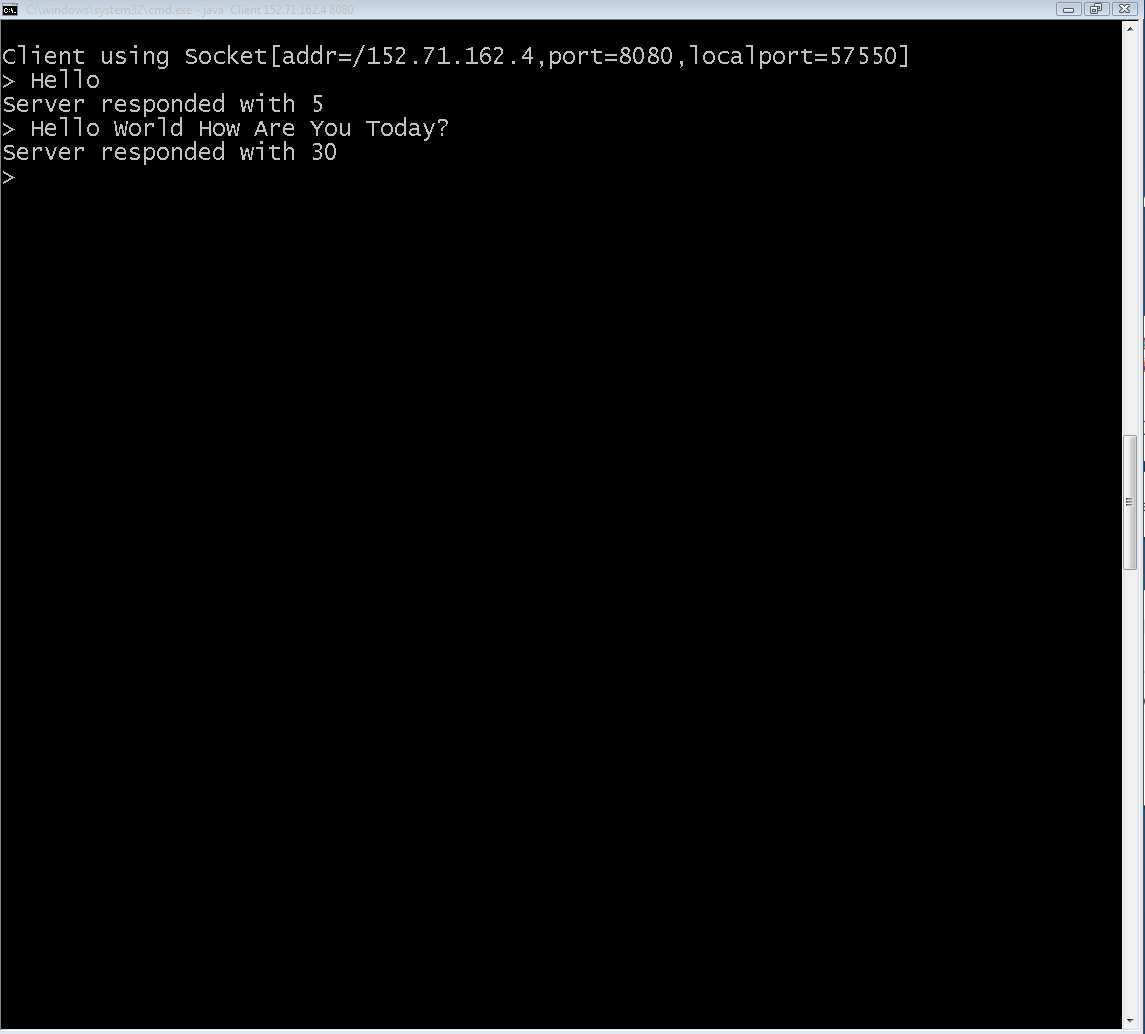 C:\windows\system32\cmd.exe - java Client 152.71.162.4 8080
Client using Socket[addr=/152.71.162.4,port=8080,localport=57550]
> Hello
Server responded with 5
> Hello World How Are You Today?
Server responded with 30
>